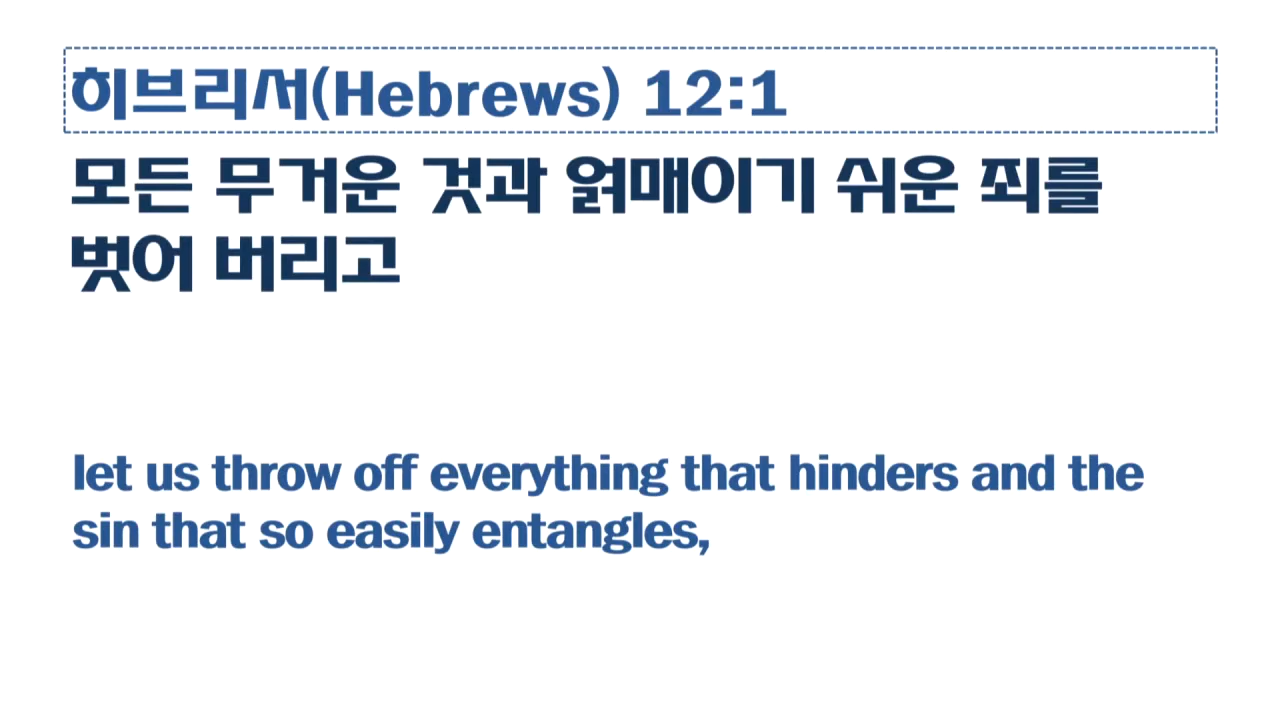 히브리서(Hebrews) 12:1
모든 무거운 것과 얽매이기 쉬운 죄를
벗어 버리고
let us throw off everything that hinders and the
sin that so easily entangles,